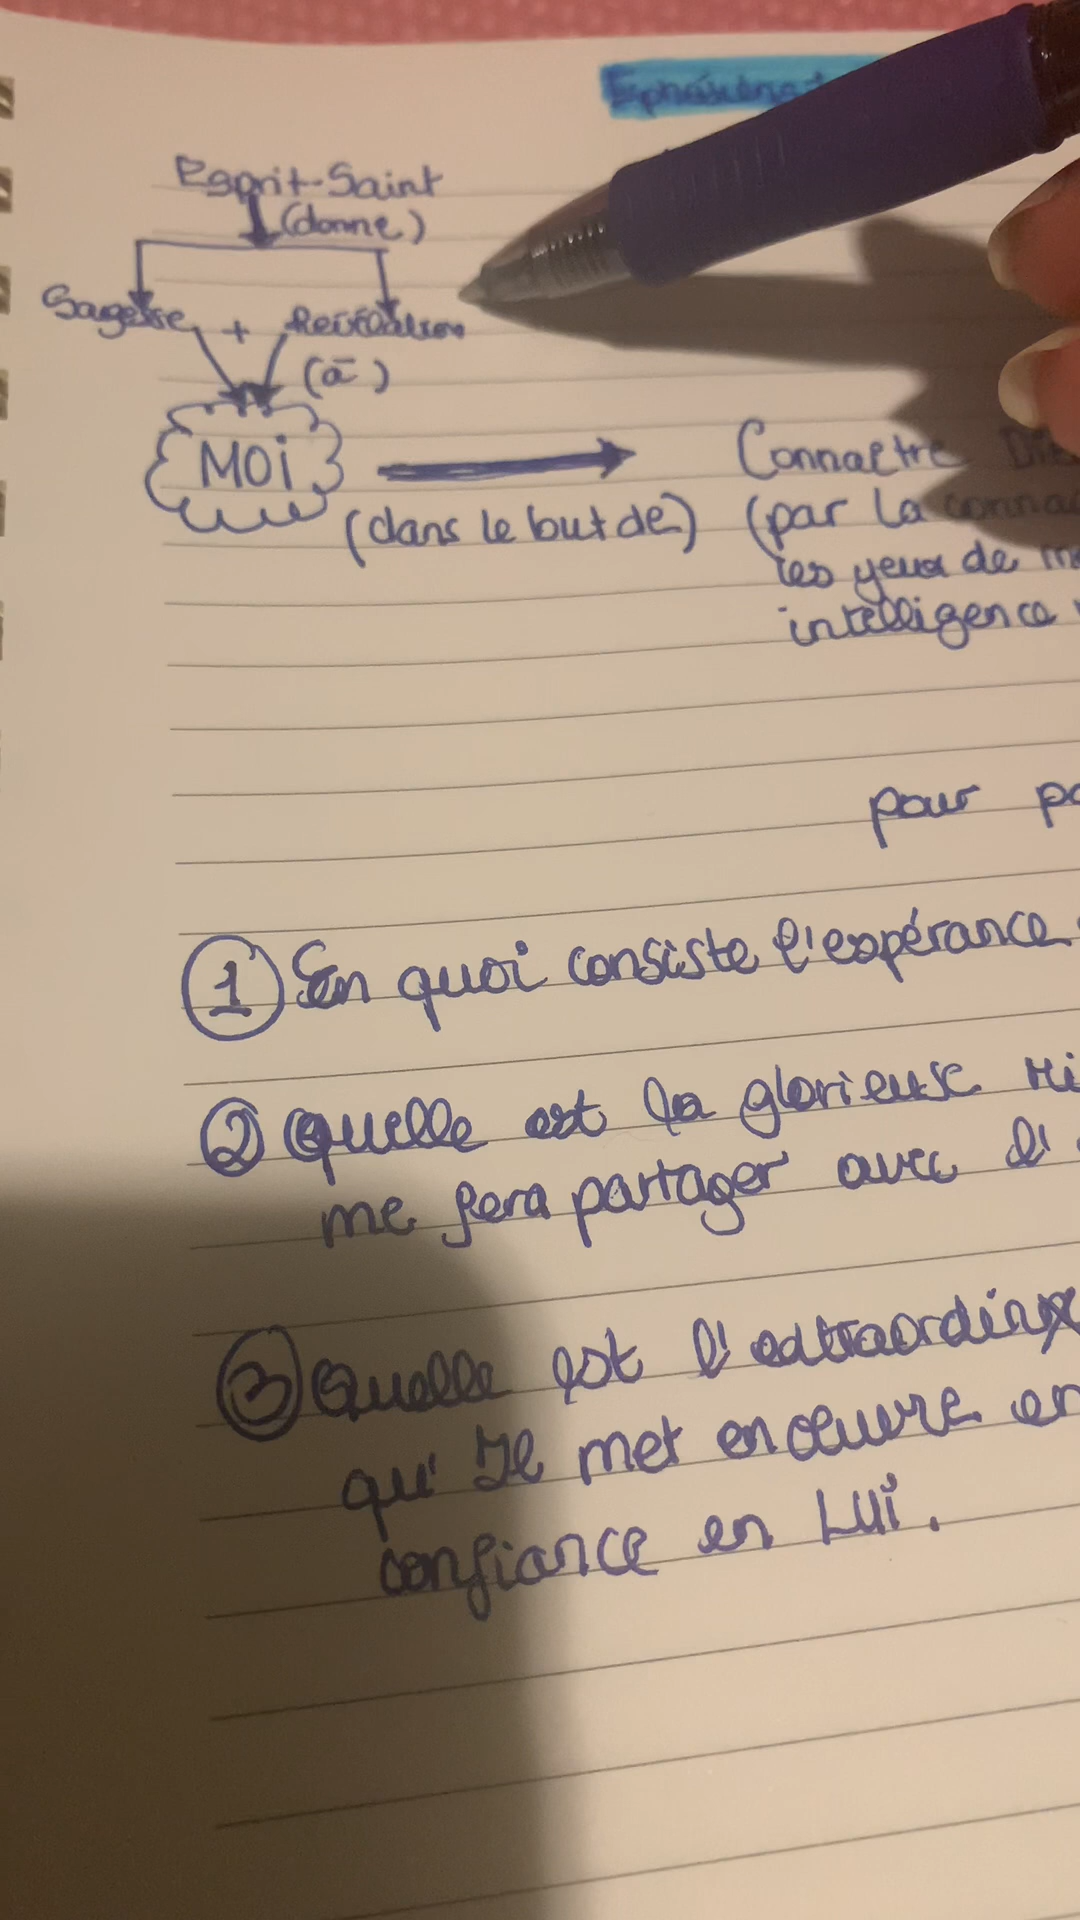 Esprit-Saint
(donne)
Sagesse + Révélation
(à)
MOi
Connaître
(dans le but de) (par la
les yeux de
intelligence
pour
1 En quoi consiste l'espérance
2 Quelle est la glorieuse
me fera partager avec
3 Quelle est l'extraordin
qu'Il met en œuvre en
confiance en Lui.